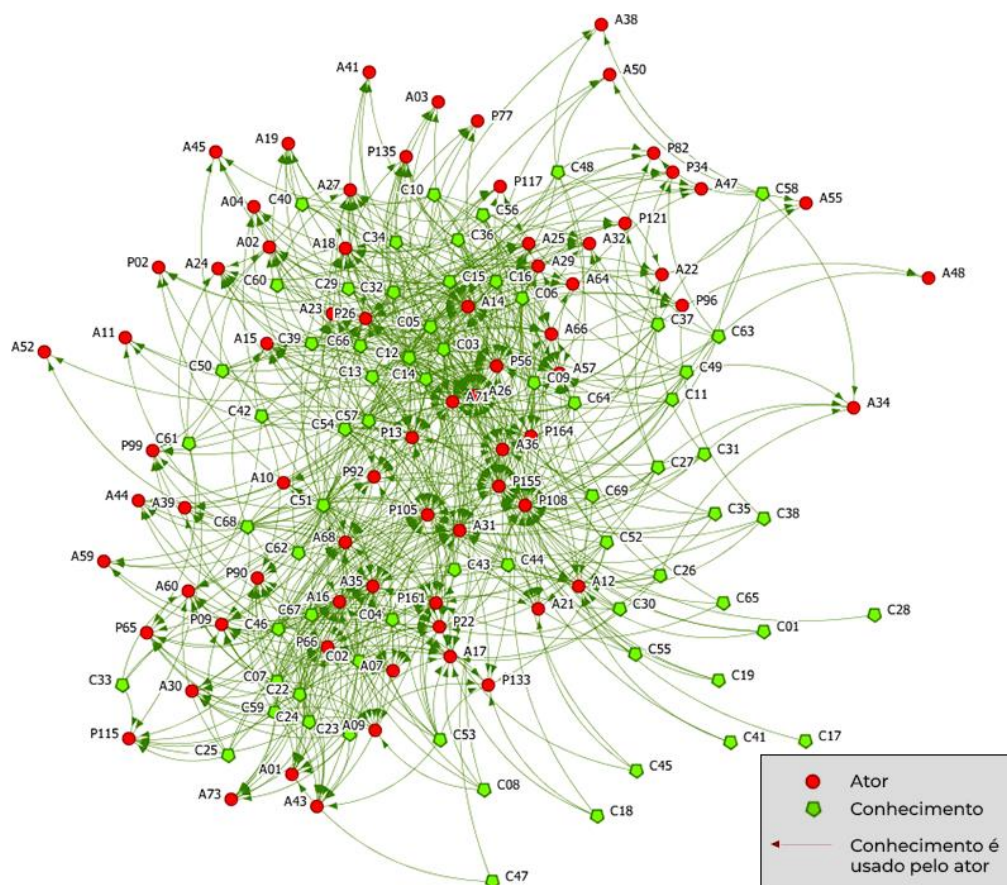 A38
A50
A41
A03
P77
A19
A45
P135
P82
P34
C48
A27
C10
P117
A47
C58
A55
C40
A04
C56
P121
A02
A18
C34
C36
A25
A32
P02
A24
A29
A22
A48
C60
C29
C32
C15
C16
C06
A64
P96
A23
P26
A14
C37
C63
A11
C05
A66
A52
A15
C39
C66
C03
C12
C50
C13
C14
P56
C09
A57
C49
A26
A71
C64
C11
A34
C42
C57
C54
P13
P164
P99
C61
A36
C31
C27
A10
P92
P155
A44
A39
C51
C69
P108
C35
C38
P105
C68
A31
A59
C62
A68
C52
C43
C44
P90
A35
A12
C26
A60
A16
P161
A21
C30
C65
C28
C67
C04
P65
P09
C46
P22
C01
P66
C02
A07
A17
C55
C33
A30
C07
P133
C19
C22
C59
C24
P115
C23
A09
C53
C41
C17
C25
A01
C45
A73
A43
C08
C18
C47
Ator
Conhecimento
Conhecimento é
usado pelo ator